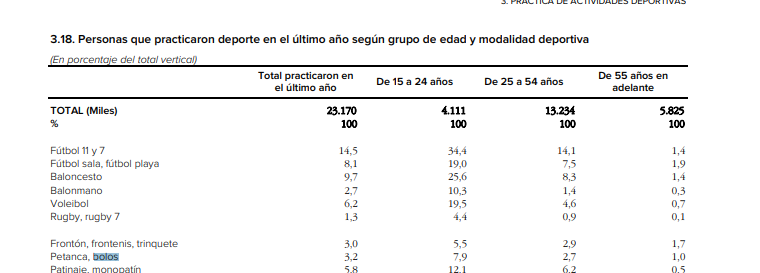 3. PRÁCTICA DE ACTIVIDADES DEPORTIVAS
3.18. Personas que practicaron deporte en el último año según grupo de edad y modalidad deportiva
(En porcentaje del total vertical)
Total practicaron en el último año De 15 a 24 años De 25 a 54 años De 55 años en adelante
TOTAL (Miles) 23.170 4.111 13.234 5.825
% 100 100 100 100
Fútbol 11 y 7 14,5 34,4 14,1 1,4
Fútbol sala, fútbol playa 8,1 19,0 7,5 1,9
Baloncesto 9,7 25,6 8,3 1,4
Balonmano 2,7 10,3 1,4 0,3
Voleibol 6,2 19,5 4,6 0,7
Rugby, rugby 7 1,3 4,4 0,9 0,1
Frontón, frontenis, trinquete 3,0 5,5 2,9 1,7
Petanca, bolos 3,2 7,9 2,7 1,0
Patinaje, monopatín 5,8 12,1 6,2 0,5